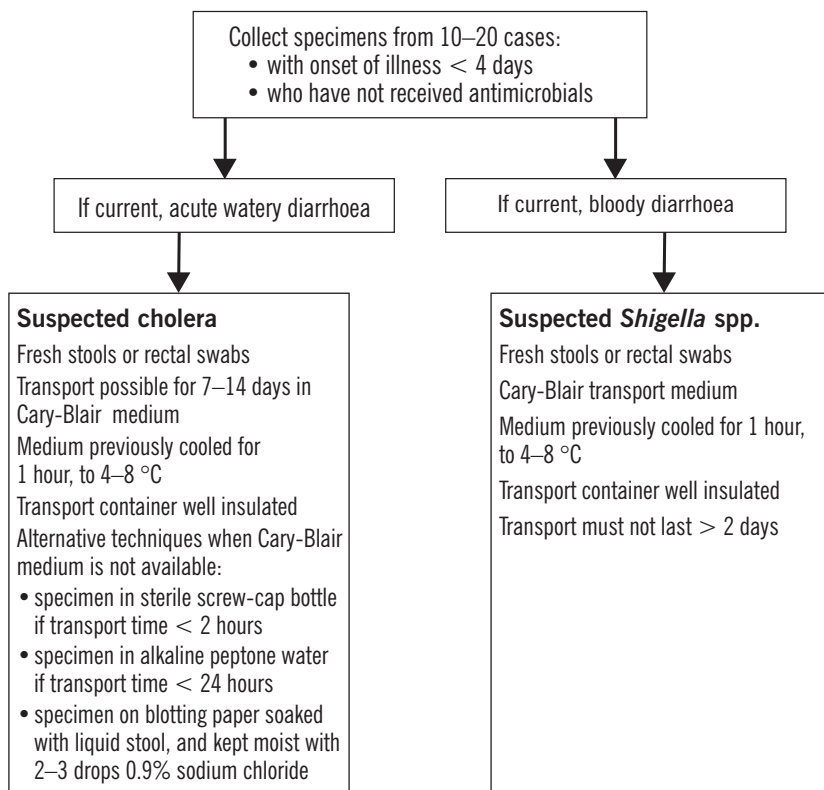 Collect specimens from 10–20 cases:
• with onset of illness < 4 days
• who have not received antimicrobials
If current, acute watery diarrhoea
If current, bloody diarrhoea
Suspected cholera
Fresh stools or rectal swabs
Transport possible for 7–14 days in
Cary-Blair medium
Medium previously cooled for
1 hour, to 4–8 °C
Transport container well insulated
Alternative techniques when Cary-Blair
medium is not available:
• specimen in sterile screw-cap bottle
if transport time < 2 hours
• specimen in alkaline peptone water
if transport time < 24 hours
• specimen on blotting paper soaked
with liquid stool, and kept moist with
2–3 drops 0.9% sodium chloride
Suspected Shigella spp.
Fresh stools or rectal swabs
Cary-Blair transport medium
Medium previously cooled for 1 hour,
to 4–8 °C
Transport container well insulated
Transport must not last > 2 days